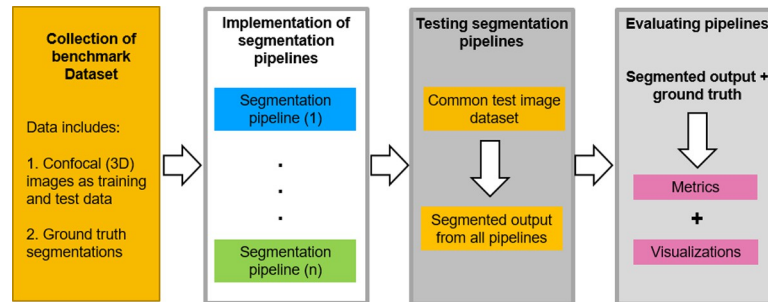 Collection of
benchmark
Dataset
Data includes:
1. Confocal (3D)
images as training
and test data
2. Ground truth
segmentations
Implementation of
segmentation
pipelines
Segmentation
pipeline (1)
.
.
.
Segmentation
pipeline (n)
Testing segmentation
pipelines
Common test image
dataset
Segmented output
from all pipelines
Evaluating pipelines
Segmented output +
ground truth
Metrics
+
Visualizations